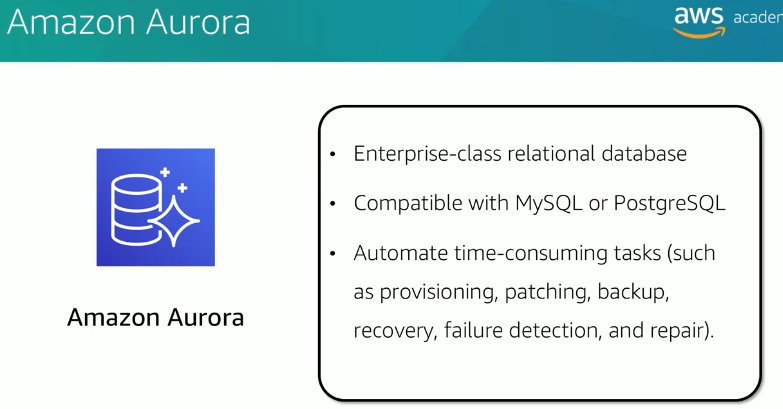 Amazon Aurora
aws
Enterprise-class relational database
Compatible with MySQL or PostgreSQL
Automate time-consuming tasks (such
as provisioning, patching, backup,
recovery, failure detection, and repair).
Amazon Aurora